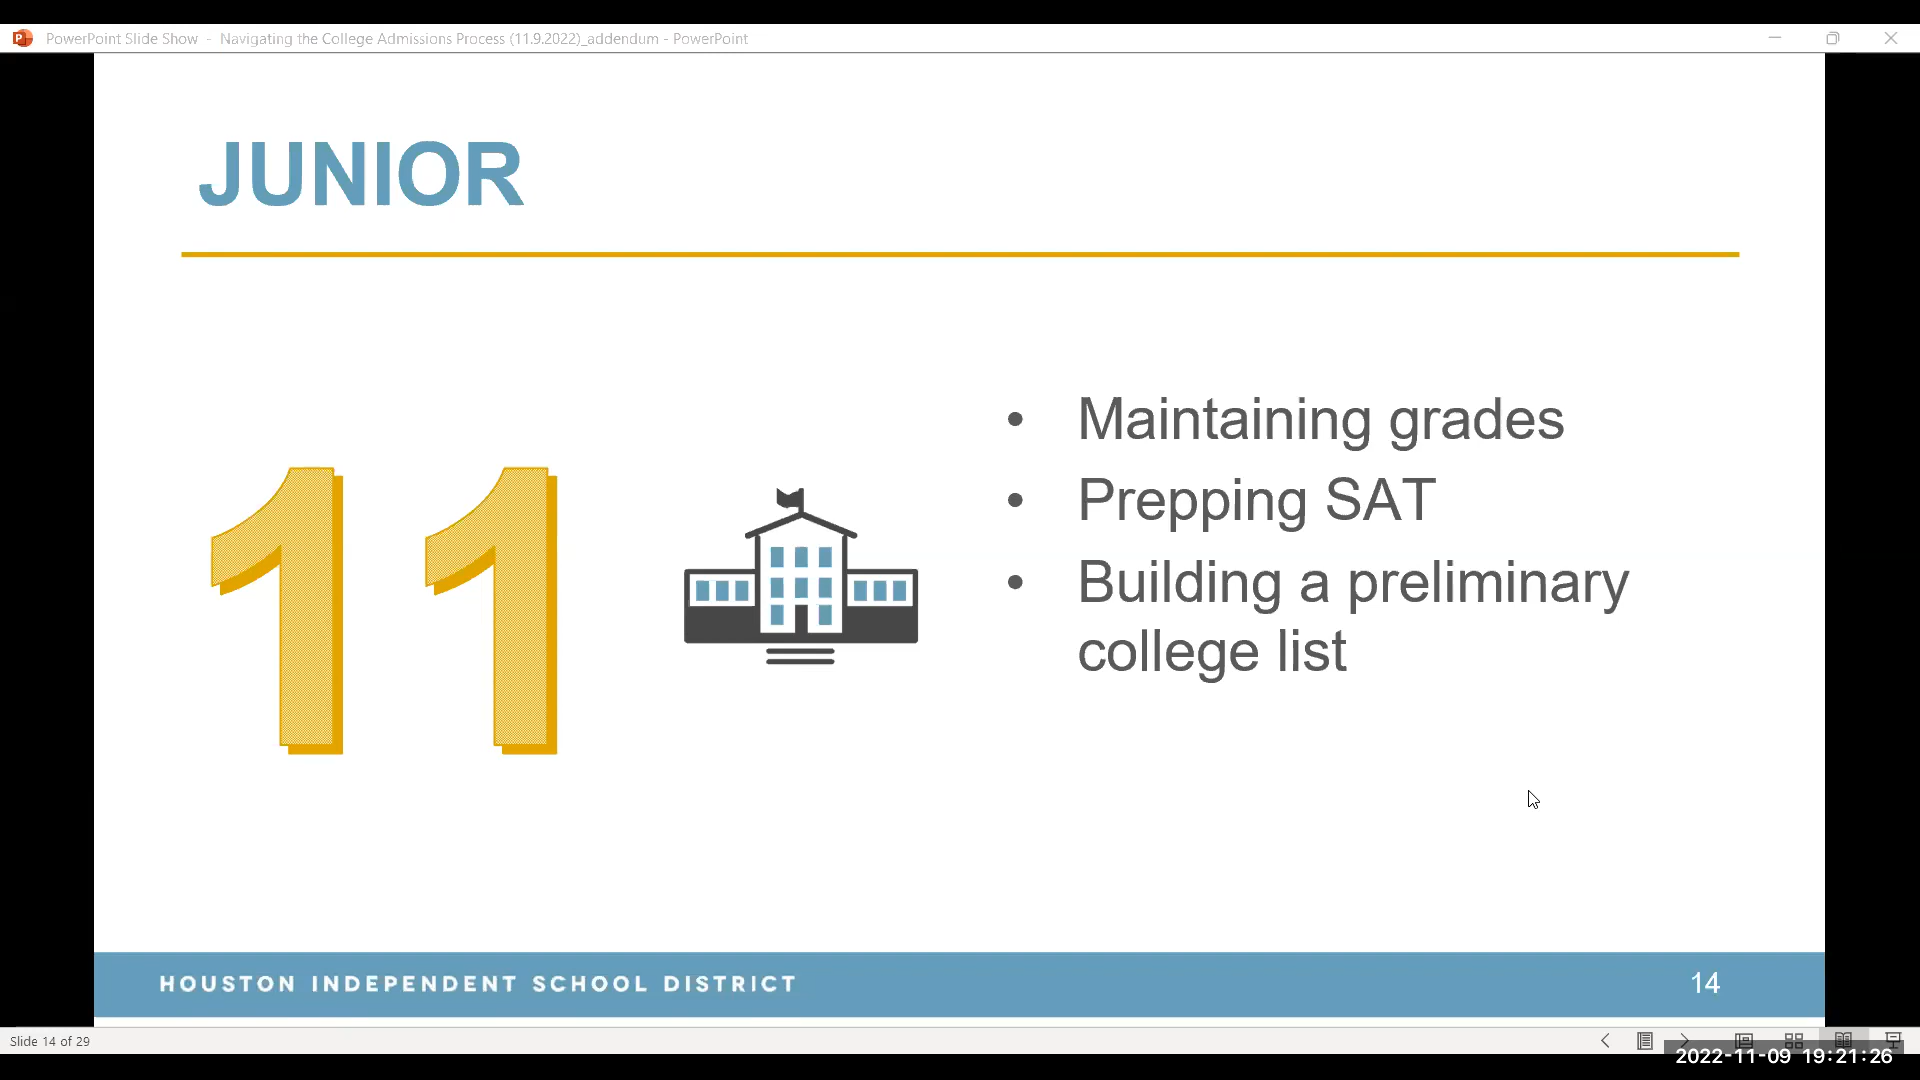 PowerPoint Slide Show - Navigating the College Admissions Process (11.9.2022)_addendum - PowerPoint
JUNIOR
11
• Maintaining grades
• Prepping SAT
• Building a preliminary
college list
HOUSTON INDEPENDENT SCHOOL DISTRICT
14
Slide 14 of 29
2022-11-09 19:21:26